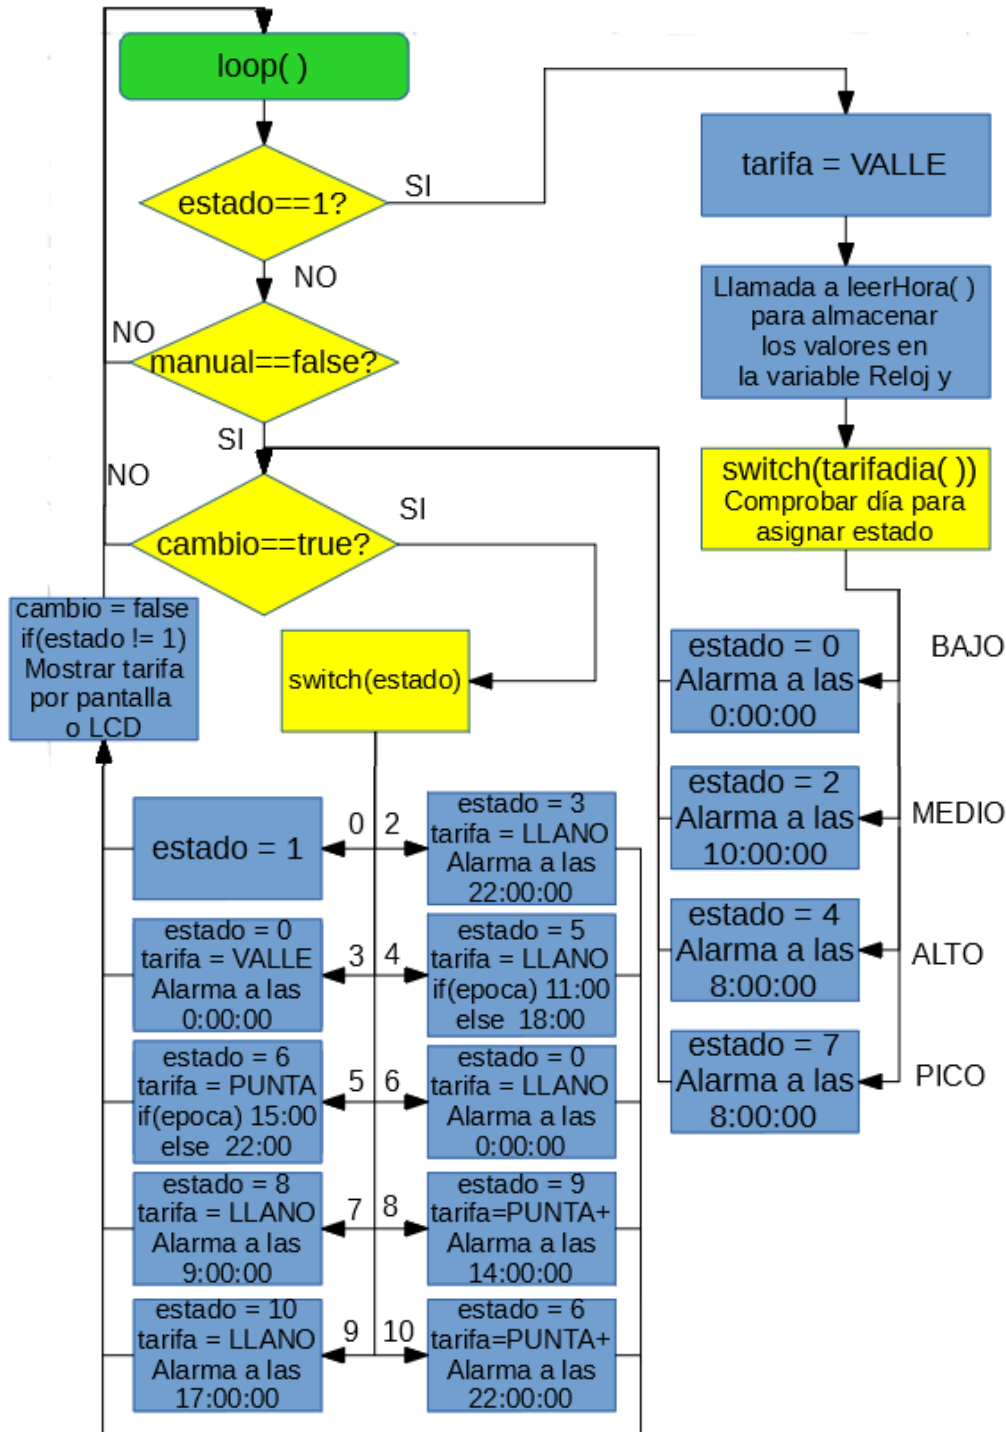 loop( )
estado==1?
SI
NO
tarifa = VALLE
Llamada a leerHora( )
para almacenar
los valores en
la variable Reloj y
manual==false?
NO
SI
switch(tarifadia( ))
Comprobar día para
asignar estado
cambio==true?
NO
SI
cambio = false
if(estado != 1)
Mostrar tarifa
por pantalla
o LCD
switch(estado)
estado = 0
Alarma a las
0:00:00
BAJO
estado = 2
Alarma a las
10:00:00
MEDIO
estado = 4
Alarma a las
8:00:00
ALTO
estado = 7
Alarma a las
8:00:00
PICO
estado = 1
0
2
estado = 3
tarifa = LLANO
Alarma a las
22:00:00
estado = 0
tarifa = VALLE
Alarma a las
0:00:00
3
4
estado = 5
tarifa = LLANO
if(epoca) 11:00
else 18:00
estado = 6
tarifa = PUNTA
if(epoca) 15:00
else 22:00
5
6
estado = 0
tarifa = LLANO
Alarma a las
0:00:00
estado = 8
tarifa = LLANO
Alarma a las
9:00:00
7
8
estado = 9
tarifa=PUNTA+
Alarma a las
14:00:00
estado = 10
tarifa = LLANO
Alarma a las
17:00:00
9
10
estado = 6
tarifa=PUNTA+
Alarma a las
22:00:00